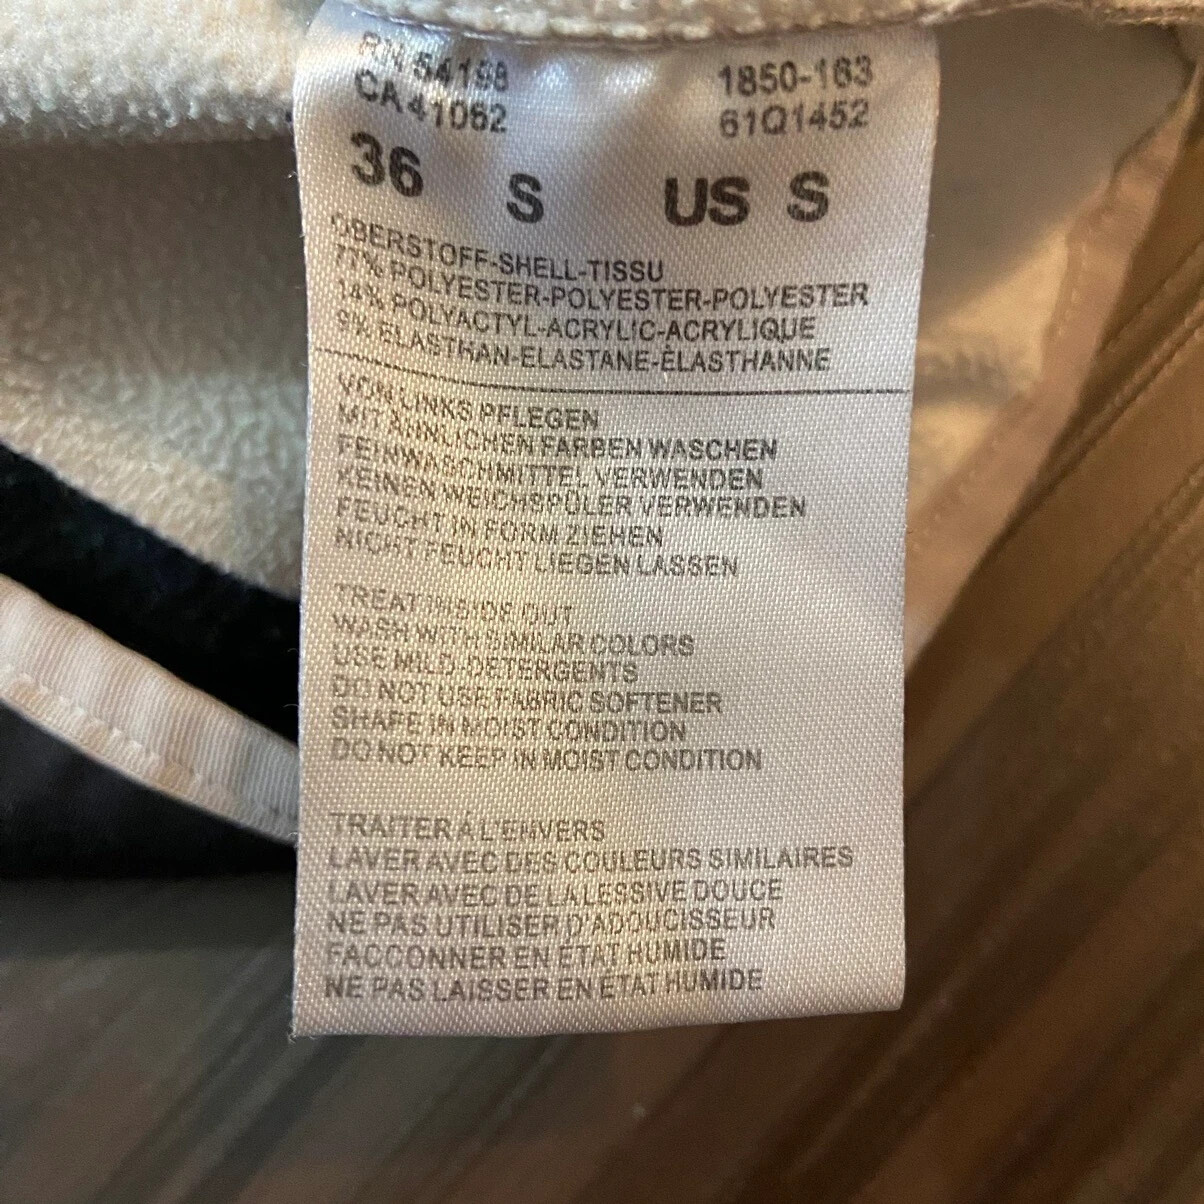 RN 54198 1850-163
CA 41062 61Q1452
36 S US S
OBERSTOFF-SHELL-TISSU
77% POLYESTER-POLYESTER-POLYESTER
14% POLYACTYL-ACRYLIC-ACRYLIQUE
9% ELASTHAN-ELASTANE-ÉLASTHANNE
VON LINKS PFLEGEN
MIT ÄHNLICHEN FARBEN WASCHEN
FEINWASCHMITTEL VERWENDEN
KEINEN WEICHSPÜLER VERWENDEN
FEUCHT IN FORM ZIEHEN
NICHT FEUCHT LIEGEN LASSEN
TREAT INSIDE OUT
WASH WITH SIMILAR COLORS
USE MILD DETERGENTS
DO NOT USE FABRIC SOFTENER
SHAPE IN MOIST CONDITION
DO NOT KEEP IN MOIST CONDITION
TRAITER Á L'ENVERS
LAVER AVEC DES COULEURS SIMILAIRES
LAVER AVEC DE LA LESSIVE DOUCE
NE PAS UTILISER D'ADOUCISSEUR
FACCONNER EN ÉTAT HUMIDE
NE PAS LAISSER EN ÉTAT HUMIDE